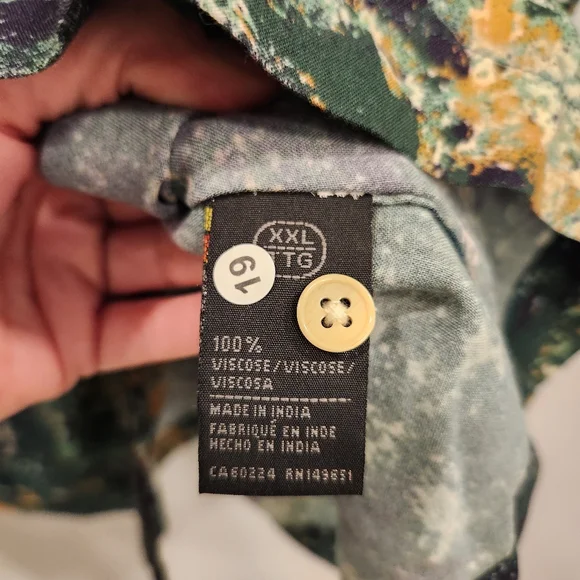 XXL
TTG
19
100%
VISCOSE/VISCOSE/
VISCOSA
MADE IN INDIA
FABRIQUÉ EN INDE
HECHO EN INDIA
CA60224 RN149651